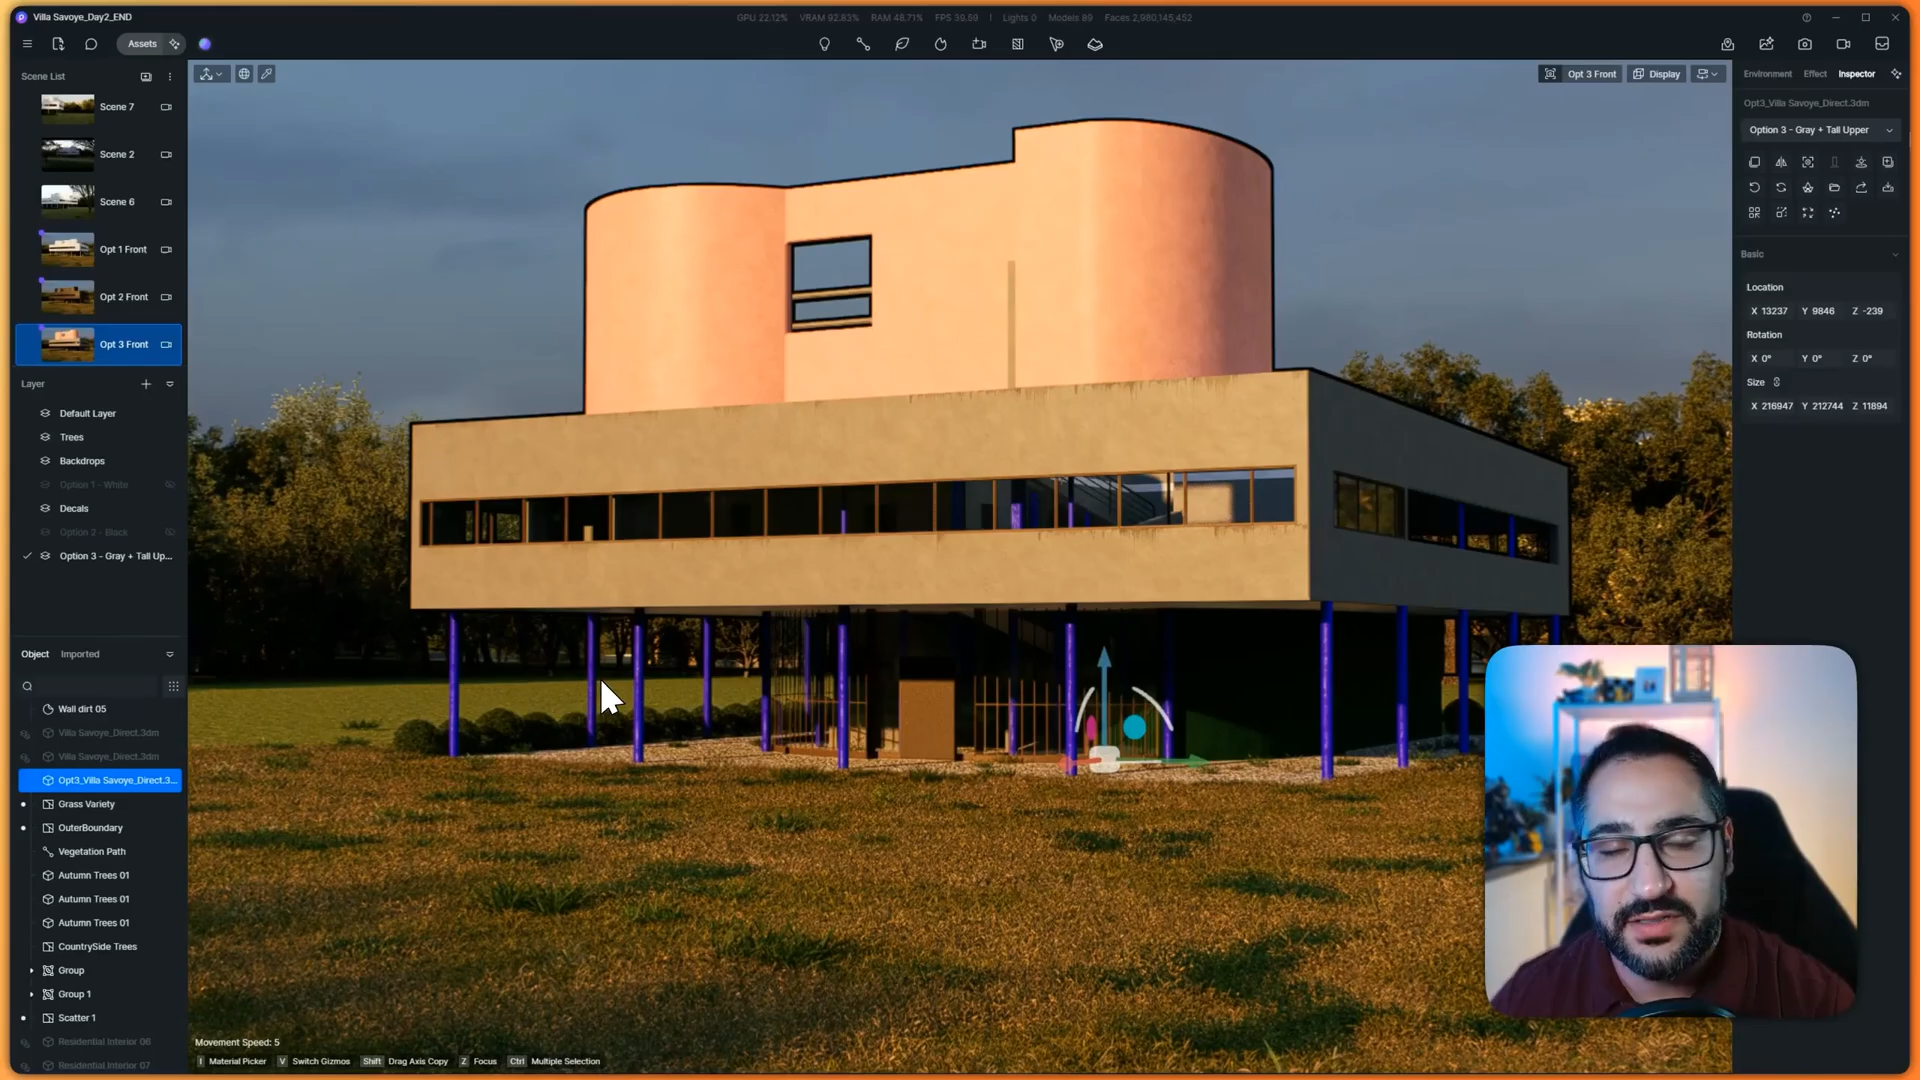 Villa Savoye_Day2_END
GPU 22.12% VRAM 92.83% RAM 48.71% FPS 39.59 | Lights 0 Models 89 Faces 2,980,145,452
Assets
Scene List
Scene 7
Scene 2
Scene 6
Opt 1 Front
Opt 2 Front
Opt 3 Front
Layer
Default Layer
Trees
Backdrops
Option 1 - White
Decals
Option 2 - Black
Option 3 - Gray + Tall Up...
Object Imported
Wall dirt 05
Villa Savoye_Direct.3dm
Villa Savoye_Direct.3dm
Opt3_Villa Savoye_Direct.3...
Grass Variety
OuterBoundary
Vegetation Path
Autumn Trees 01
Autumn Trees 01
Autumn Trees 01
CountrySide Trees
Group
Group 1
Scatter 1
Residential Interior 06
Residential Interior 07
Opt 3 Front Display
Movement Speed: 5
I Material Picker V Switch Gizmos Shift Drag Axis Copy Z Focus Ctrl Multiple Selection
Environment Effect Inspector
Opt3_Villa Savoye_Direct.3dm
Option 3 - Gray + Tall Upper
Basic
Location
X 13237 Y 9846 Z -239
Rotation
X 0° Y 0° Z 0°
Size
X 216947 Y 212744 Z 11894